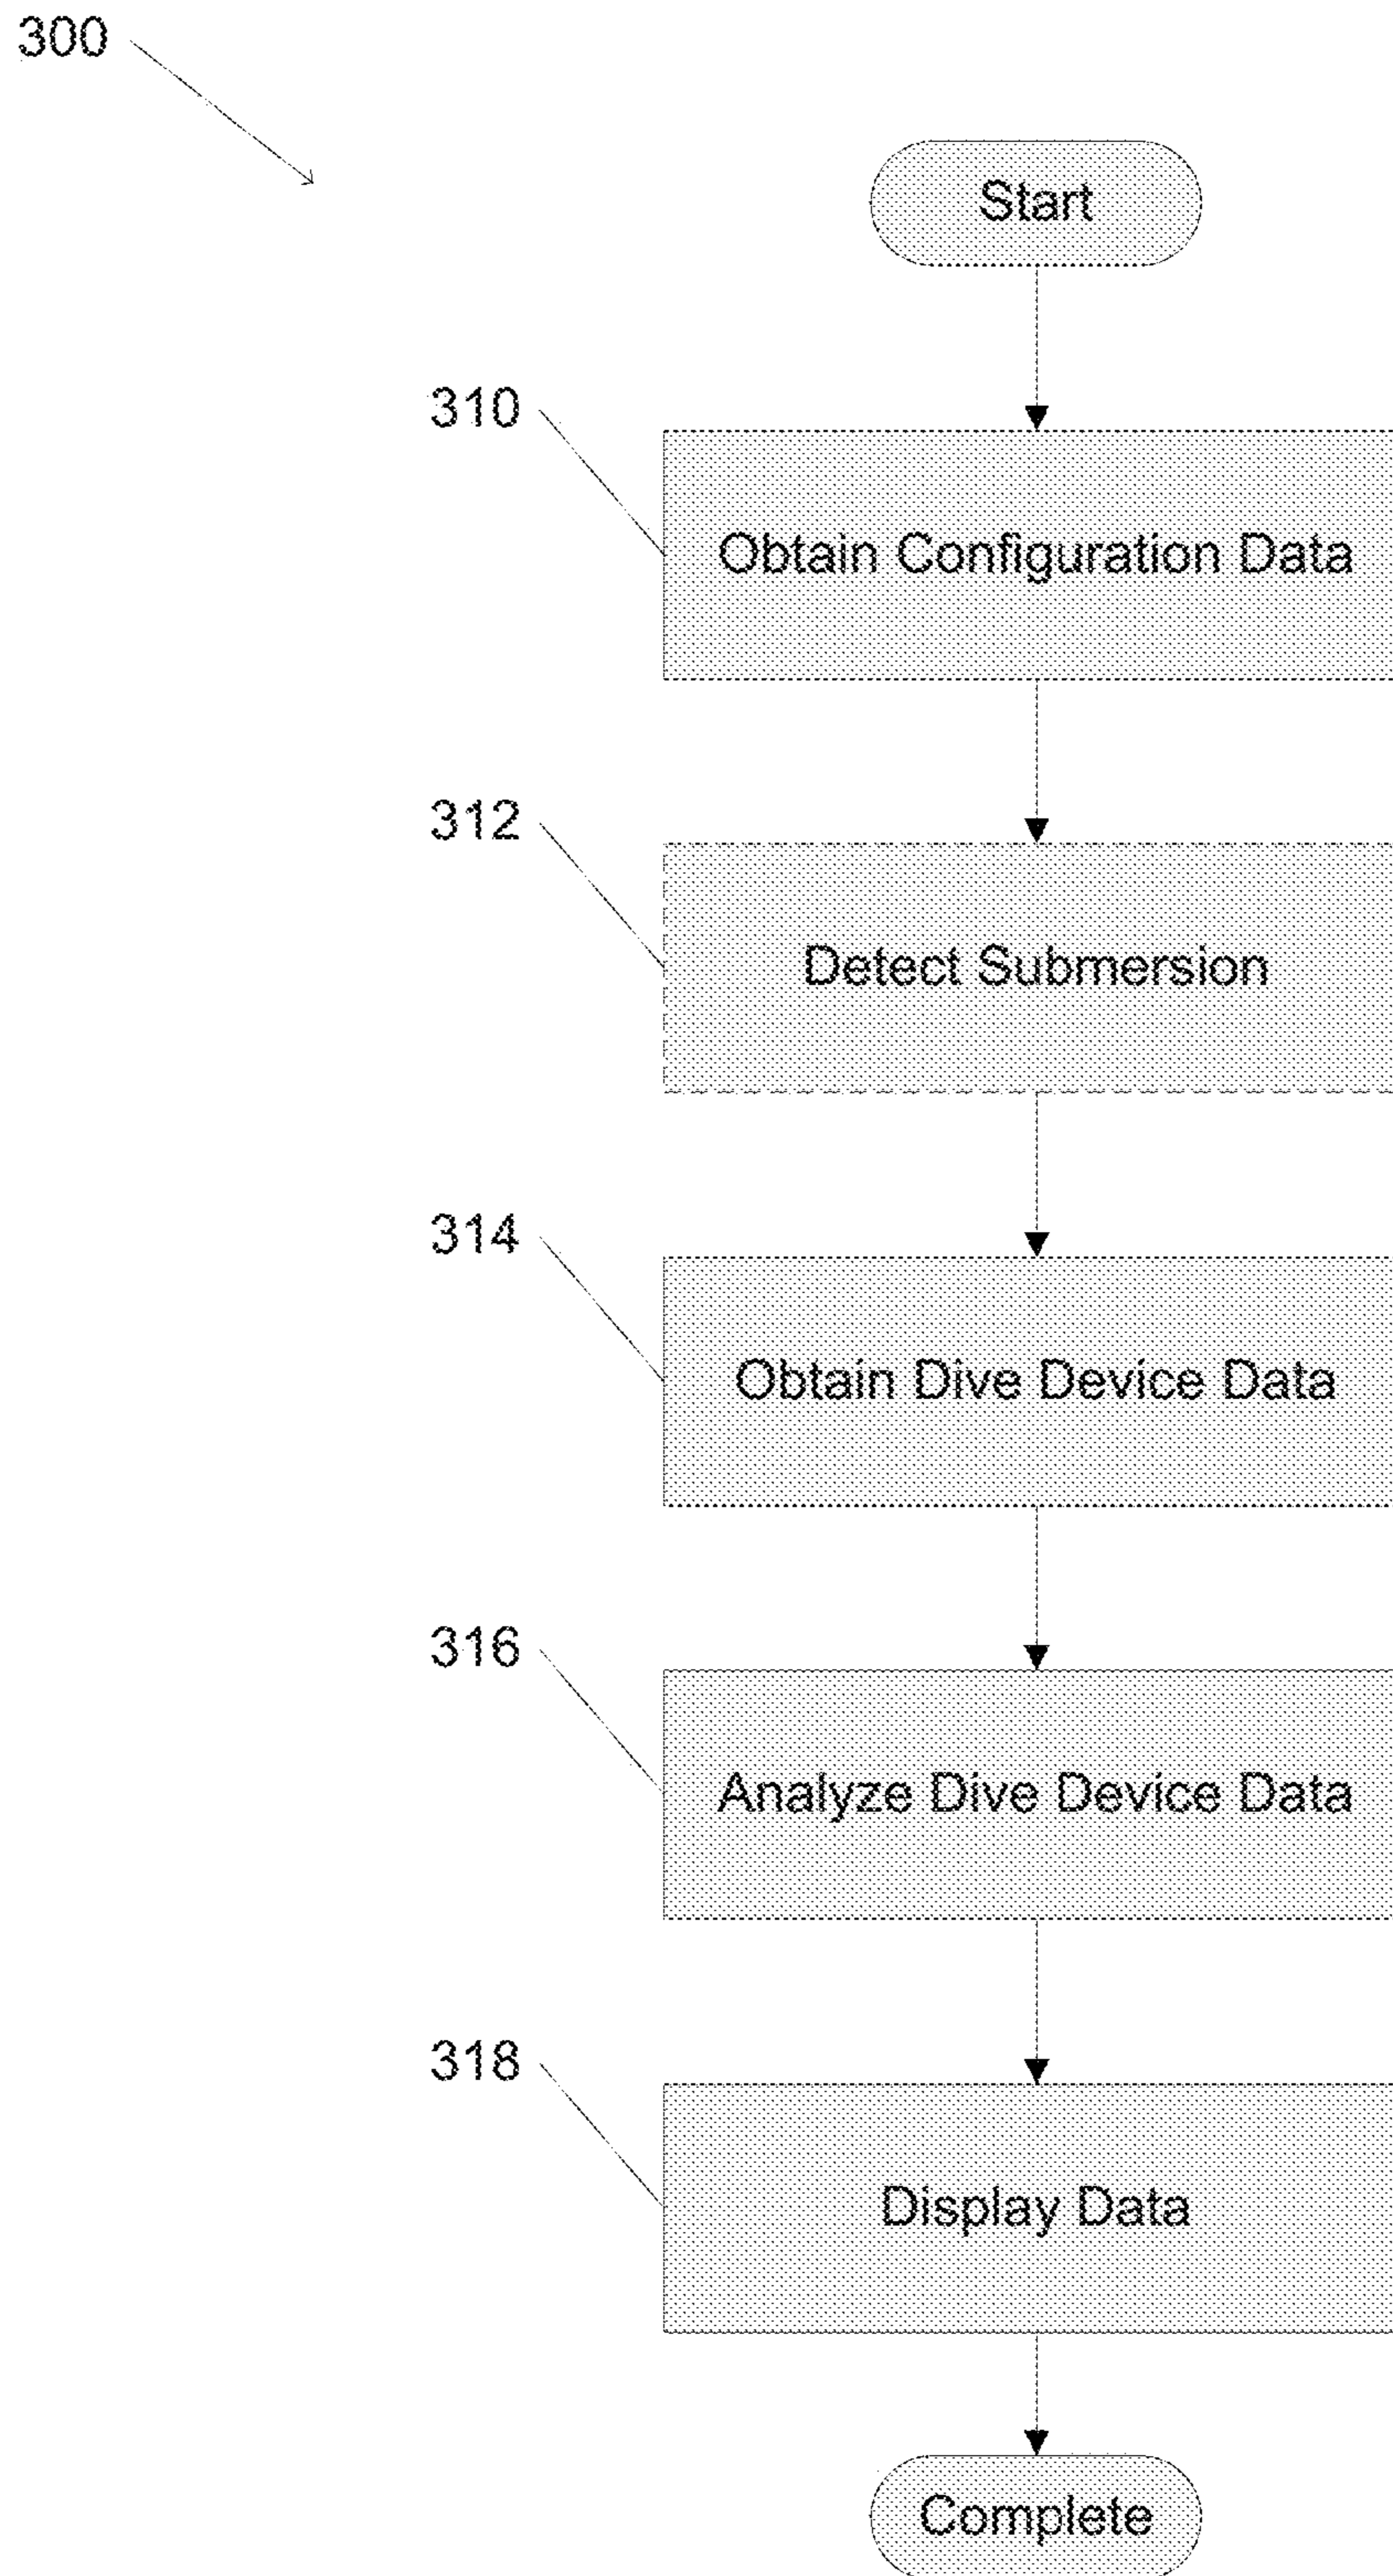 300
Start
310
Obtain Configuration Data
312
Detect Submersion
314
Obtain Dive Device Data
316
Analyze Dive Device Data
318
Display Data
Complete